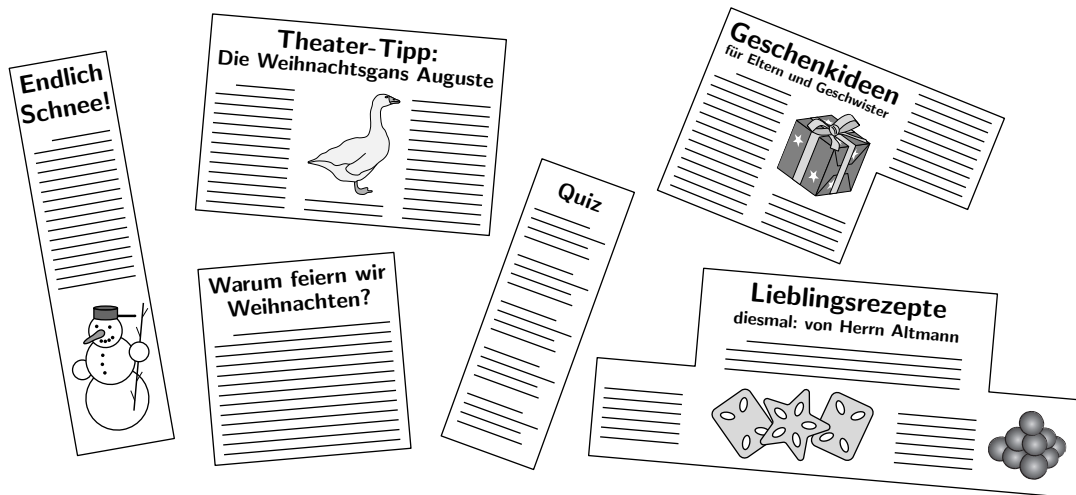 Endlich
Schnee!
Theater-Tipp:
Die Weihnachtsgans Auguste
Geschenkideen
für Eltern und Geschwister
Quiz
Warum feiern wir
Weihnachten?
Lieblingsrezepte
diesmal: von Herrn Altmann